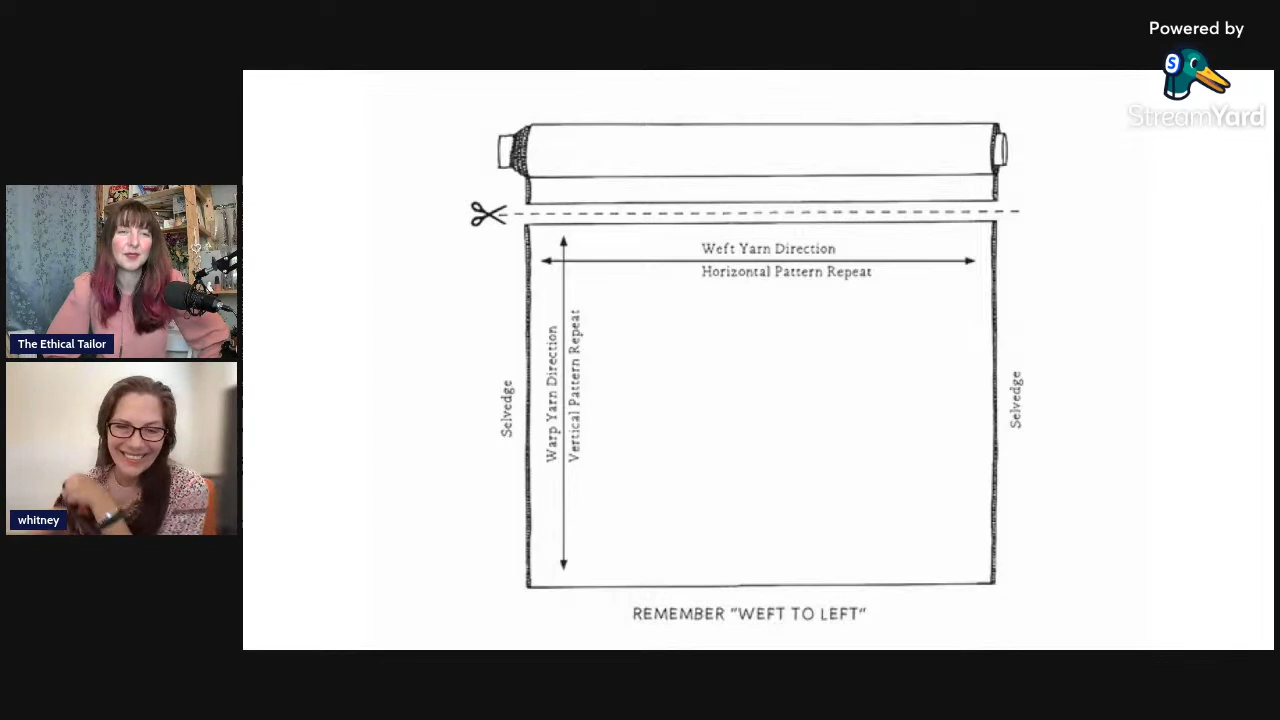 Powered by
StreamYard
Weft Yarn Direction
Horizontal Pattern Repeat
Warp Yarn Direction
Vertical Pattern Repeat
Selvedge
Selvedge
REMEMBER "WEFT TO LEFT"
The Ethical Tailor
whitney